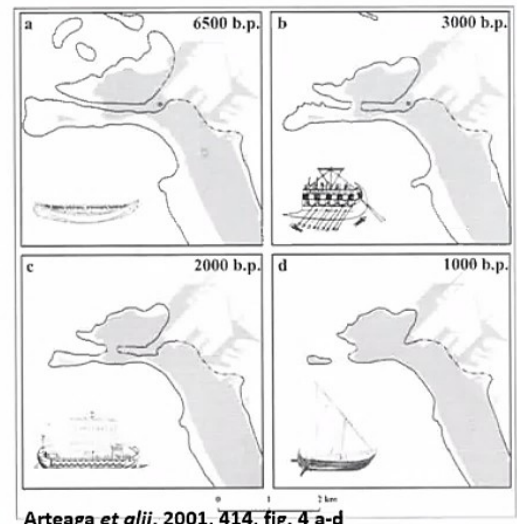 a 6500 b.p.
b 3000 b.p.
c 2000 b.p.
d 1000 b.p.
0 1 2 km
Arteaga et alii, 2001, 414, fig. 4 a-d